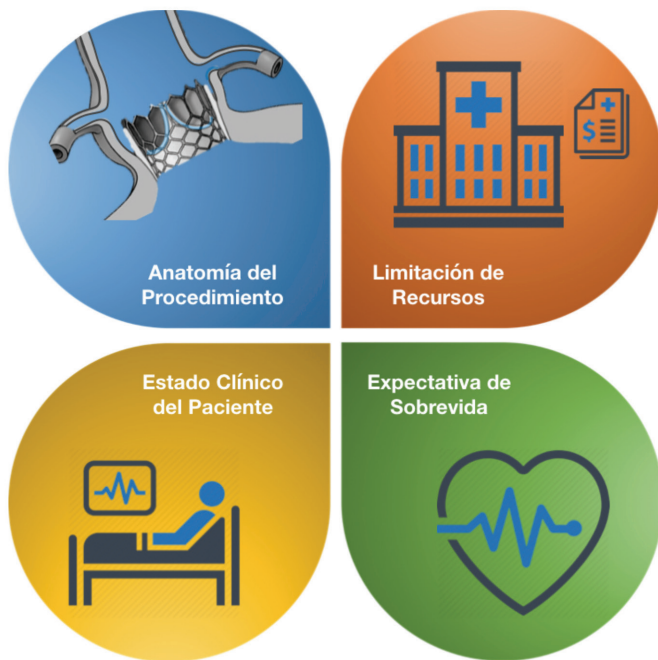 Anatomía del
Procedimiento
Limitación de
Recursos
$
Estado Clínico
del Paciente
Expectativa de
Sobrevida